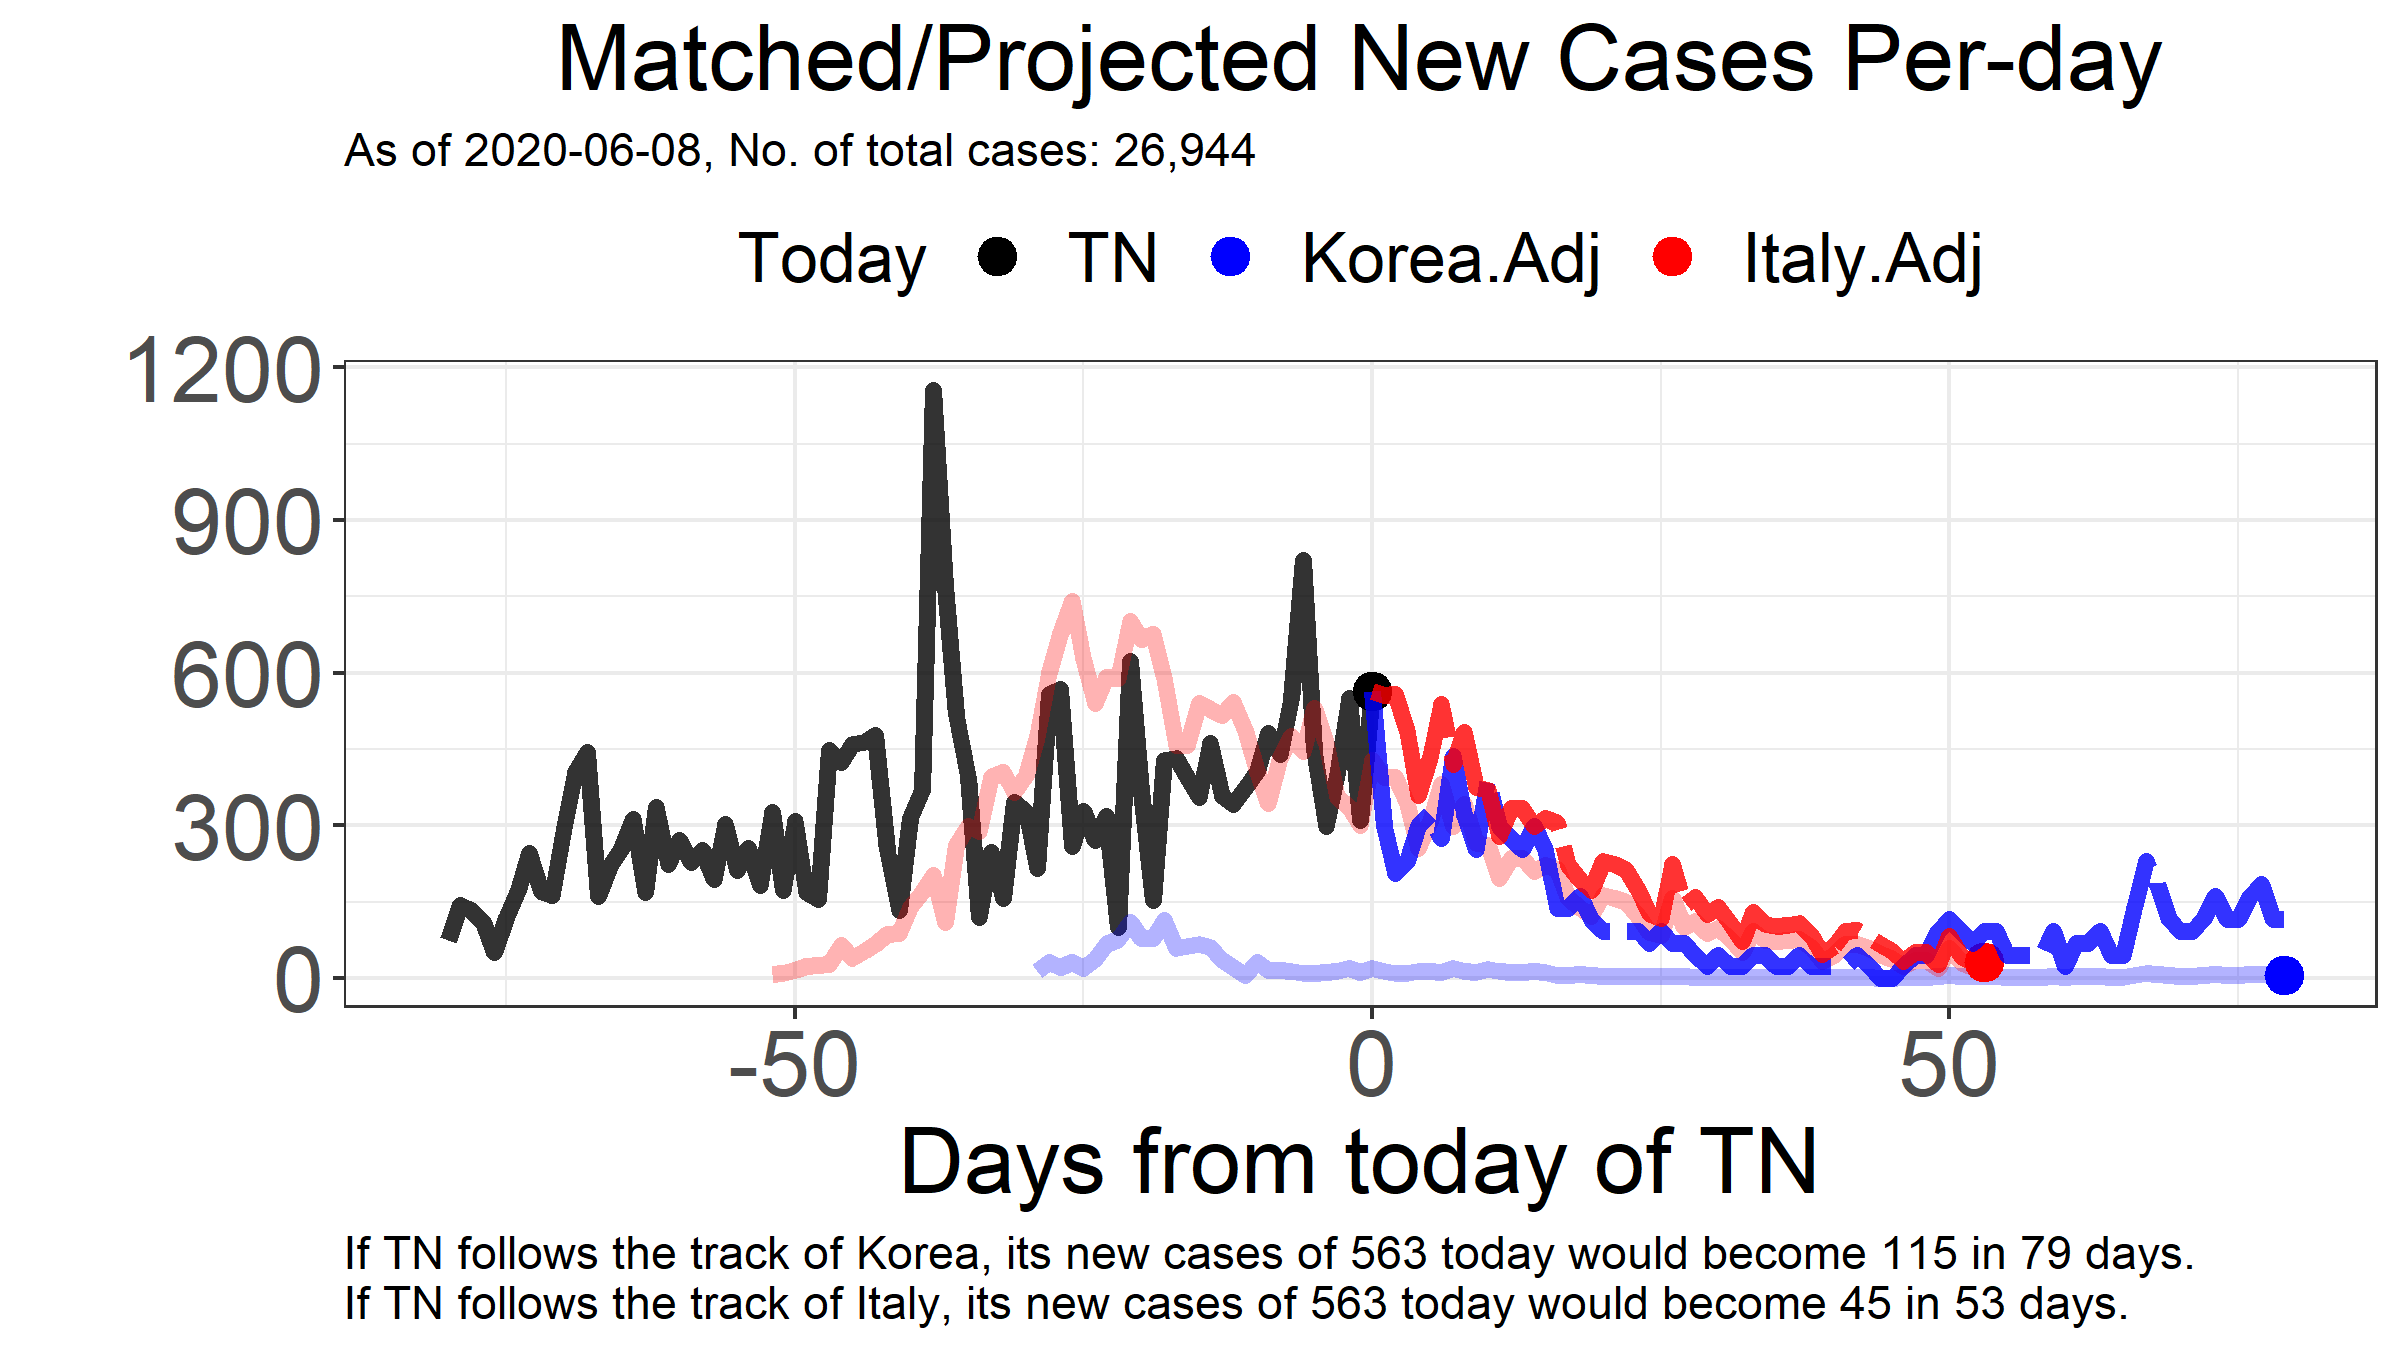 Matched/Projected New Cases Per-day
As of 2020-06-08, No. of total cases: 26,944
Today TN Korea.Adj Italy.Adj
1200
900
600
300
0
-50 0 50
Days from today of TN
If TN follows the track of Korea, its new cases of 563 today would become 115 in 79 days.
If TN follows the track of Italy, its new cases of 563 today would become 45 in 53 days.